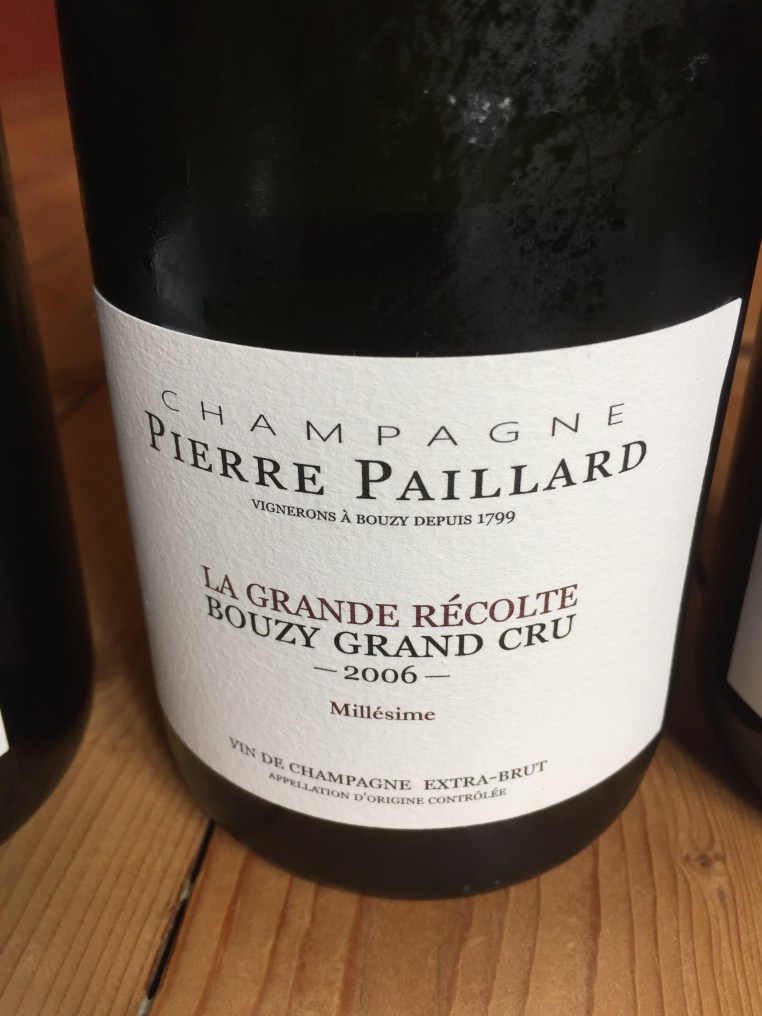 CHAMPAGNE
PIERRE PAILLARD
VIGNERONS À BOUZY DEPUIS 1799
LA GRANDE RÉCOLTE
BOUZY GRAND CRU
—2006—
Millésime
VIN DE CHAMPAGNE EXTRA-BRUT
APPELLATION D'ORIGINE CONTRÔLÉE